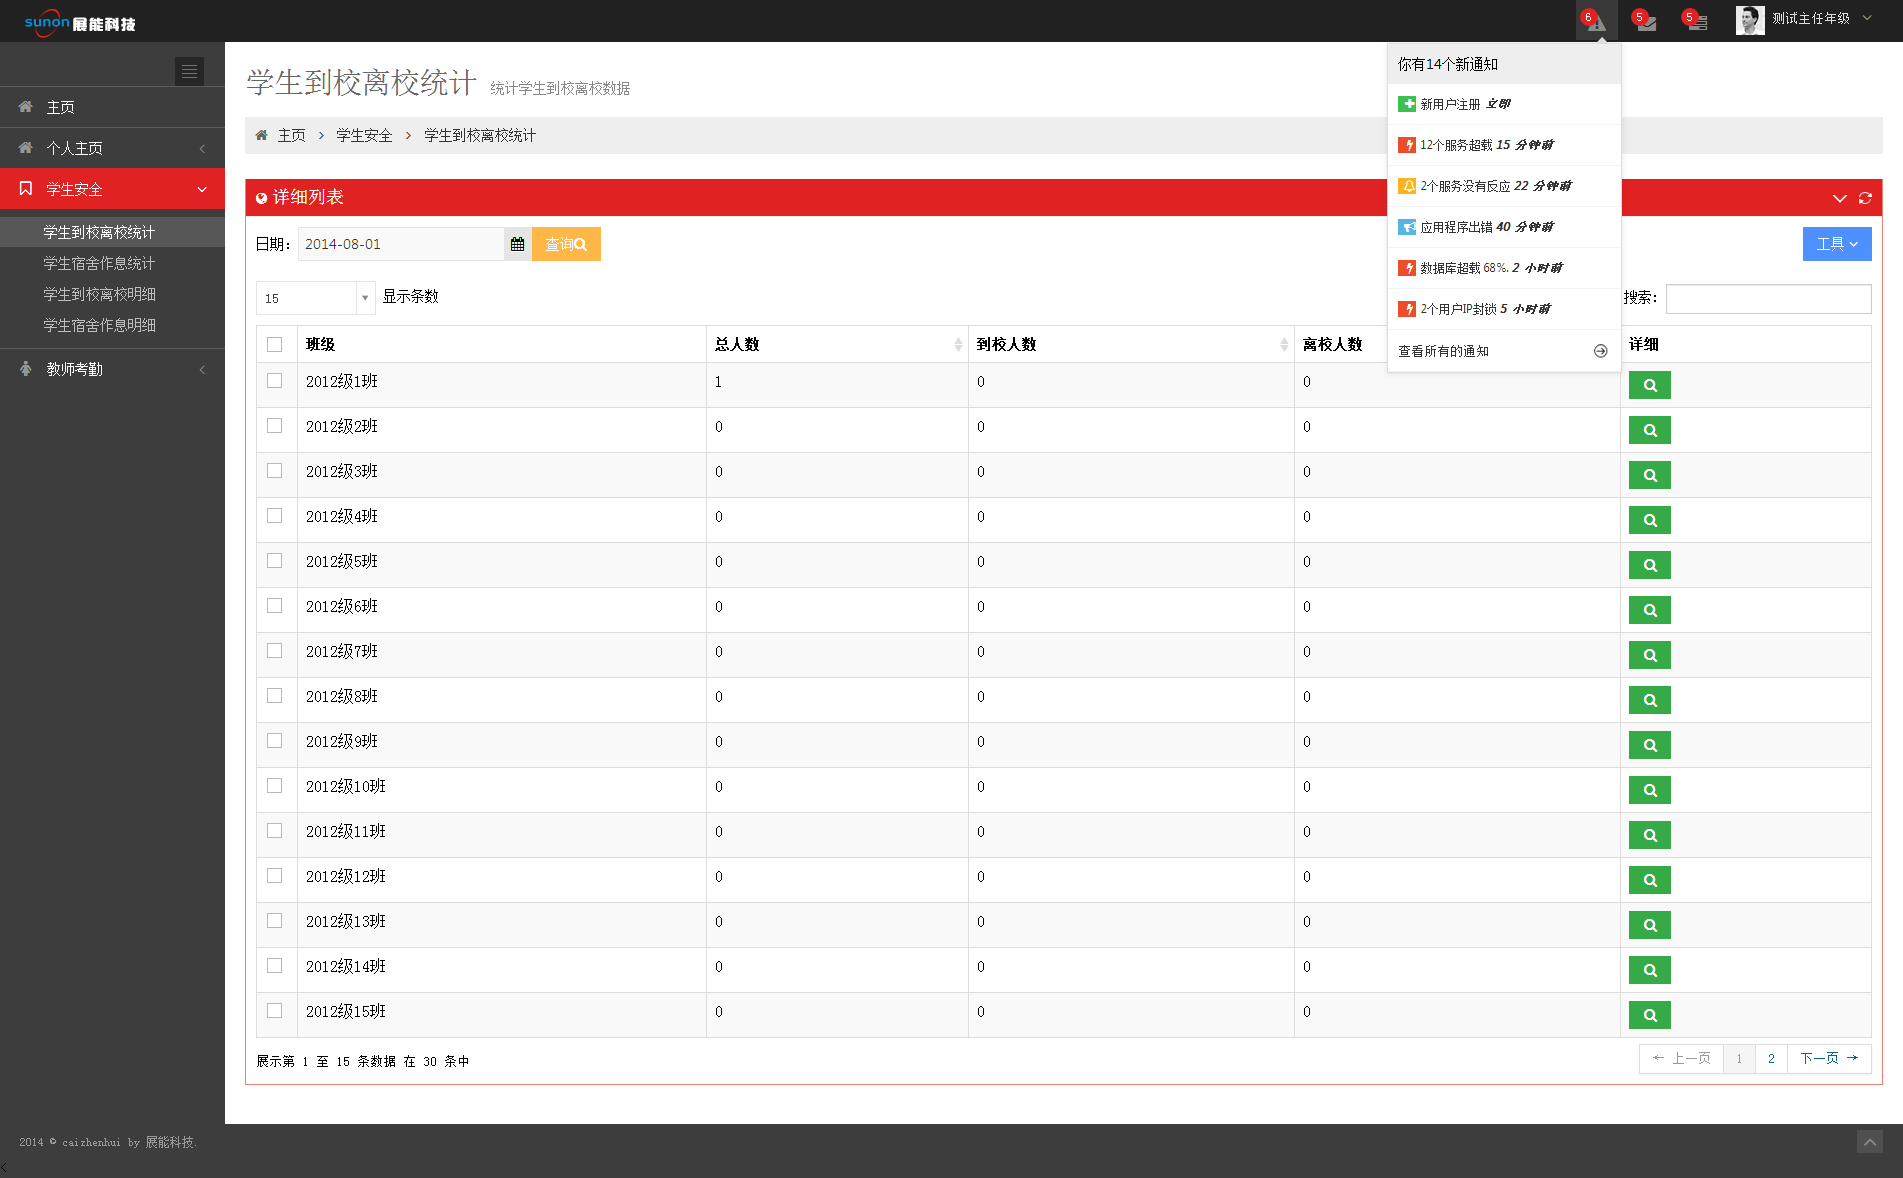 sunon 展能科技
6
5
5
测试主任年级
你有14个新通知
新用户注册 立即
12个服务超载 15 分钟前
2个服务没有反应 22 分钟前
应用程序出错 40 分钟前
数据库超载 68%. 2 小时前
2个用户IP封锁 5 小时前
查看所有的通知
主页
个人主页
学生安全
学生到校离校统计
学生宿舍作息统计
学生到校离校明细
学生宿舍作息明细
教师考勤
学生到校离校统计 统计学生到校离校数据
主页 > 学生安全 > 学生到校离校统计
详细列表
日期: 2014-08-01 查询 工具
15 显示条数 搜索:
班级 总人数 到校人数 离校人数 详细
2012级1班 1 0 0
2012级2班 0 0 0
2012级3班 0 0 0
2012级4班 0 0 0
2012级5班 0 0 0
2012级6班 0 0 0
2012级7班 0 0 0
2012级8班 0 0 0
2012级9班 0 0 0
2012级10班 0 0 0
2012级11班 0 0 0
2012级12班 0 0 0
2012级13班 0 0 0
2012级14班 0 0 0
2012级15班 0 0 0
展示第 1 至 15 条数据 在 30 条中
← 上一页 1 2 下一页 →
2014 © caizhenhui by 展能科技.
<